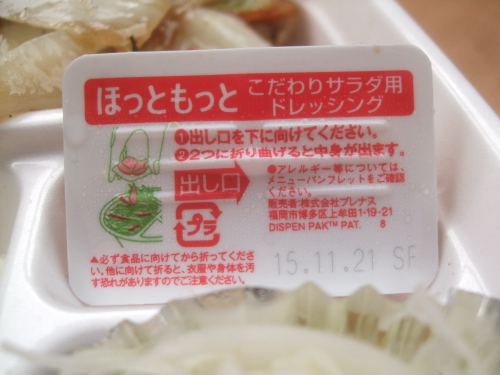 ほっともっと
こだわりサラダ用
ドレッシング
❶出し口を下に向けてください。
❷2つに折り曲げると中身が出ます。
出し口
プラ
●アレルギー等については、
メニューパンフレットをご確認
ください。
販売者:株式会社プレナス
福岡市博多区上牟田1-19-21
DISPEN PAK™ PAT. 8
▲必ず食品に向けてから折ってくださ
い。他に向けて折ると、衣服や身体を汚
す恐れがありますのでご注意ください。
15.11.21 SF